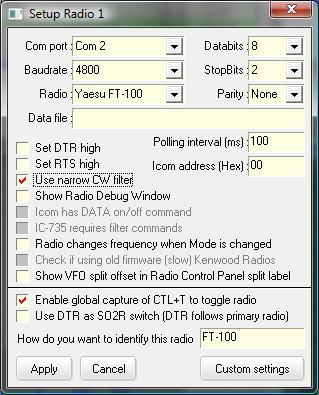 Setup Radio 1
Com port : Com 2 Databits : 8
Baudrate : 4800 StopBits : 2
Radio : Yaesu FT-100 Parity : None
Data file :
Polling interval (ms) : 100
Set DTR high
Set RTS high Icom address (Hex) : 00
Use narrow CW filter
Show Radio Debug Window
Icom has DATA on/off command
IC-735 requires filter commands
Radio changes frequency when Mode is changed
Check if using old firmware (slow) Kenwood Radios
Show VFO split offset in Radio Control Panel split label
Enable global capture of CTL+T to toggle radio
Use DTR as SO2R switch (DTR follows primary radio)
How do you want to identify this radio FT-100
Apply Cancel Custom settings